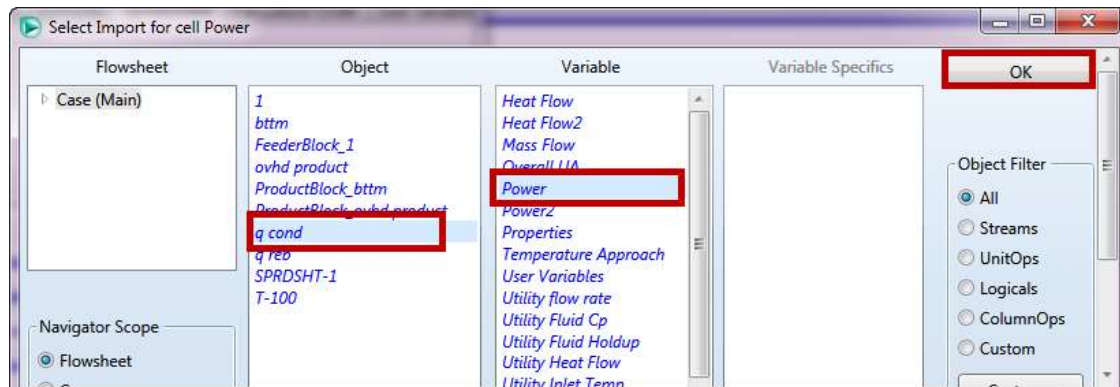 Select Import for cell Power
Flowsheet
Object
Variable
Variable Specifics
OK
Case (Main)
1
bttm
FeederBlock_1
ovhd product
ProductBlock_bttm
ProductBlock_ovhd product
q cond
q reb
SPRDSHT-1
T-100
Heat Flow
Heat Flow2
Mass Flow
Overall UA
Power
Power2
Properties
Temperature Approach
User Variables
Utility flow rate
Utility Fluid Cp
Utility Fluid Holdup
Utility Heat Flow
Utility Inlet Temp
Object Filter
All
Streams
UnitOps
Logicals
ColumnOps
Custom
Navigator Scope
Flowsheet